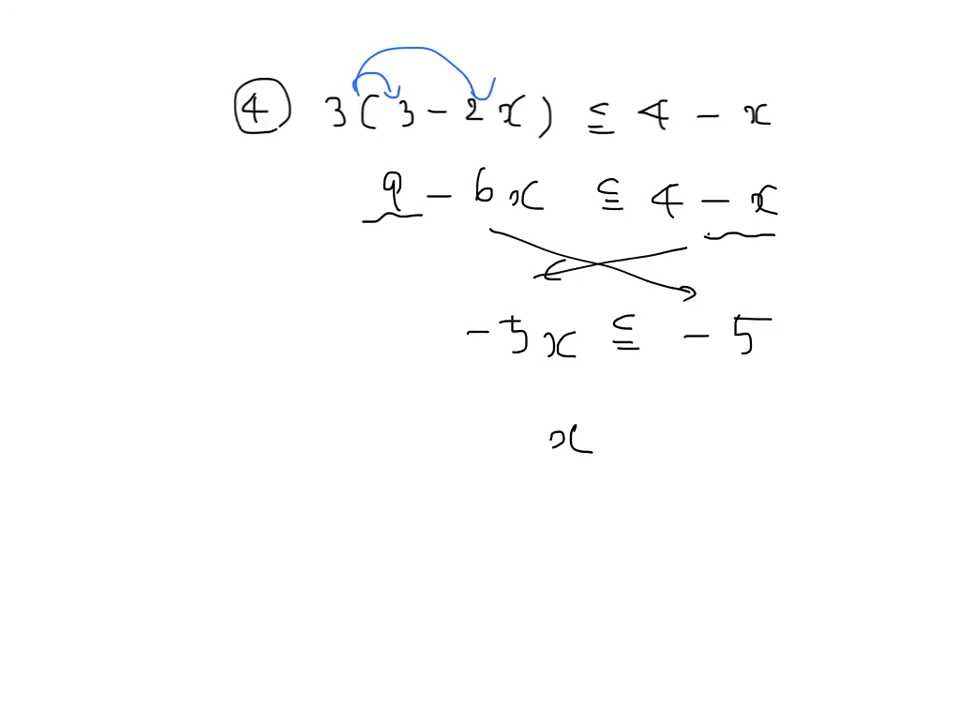 ④ 3(3 - 2x) ≦ 4 - x
9 - 6x ≦ 4 - x
-5x ≦ -5
x